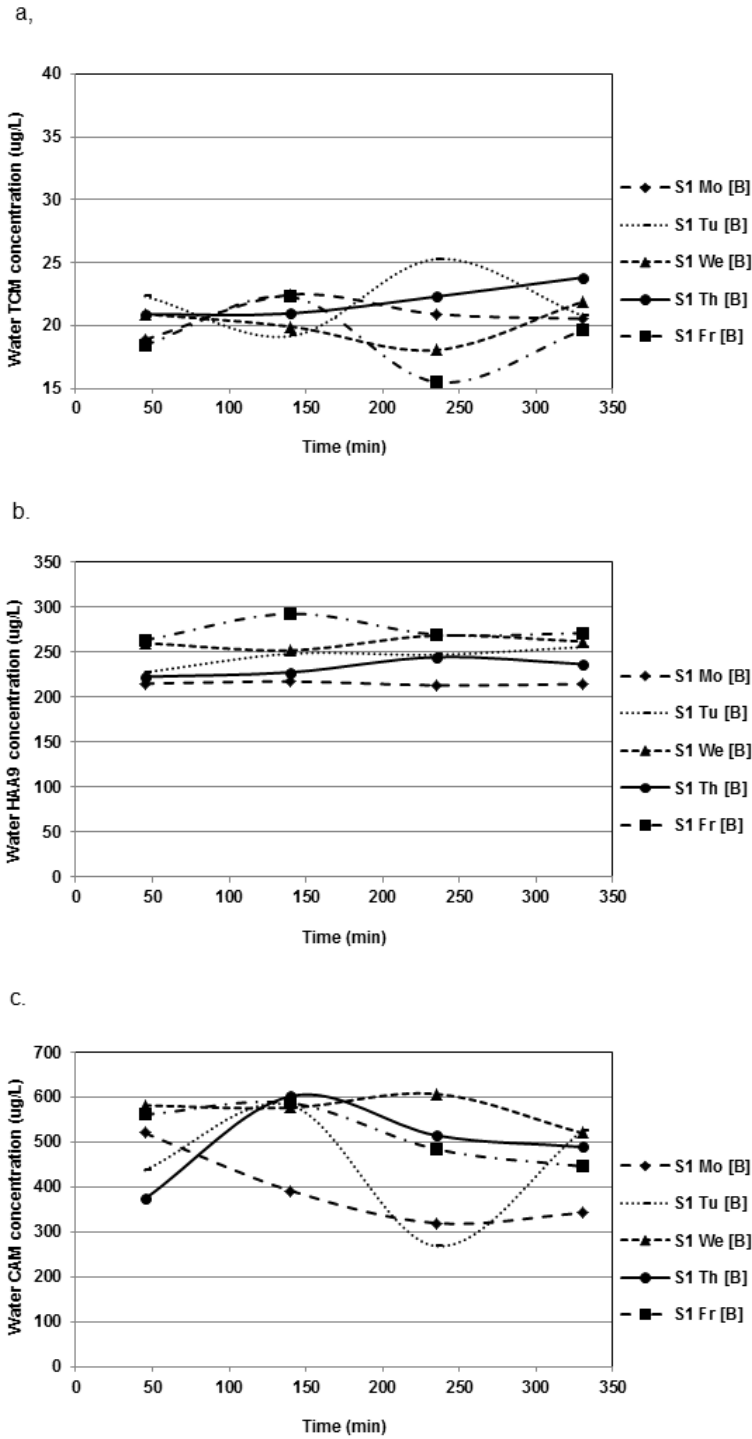 a,
Water TCM concentration (ug/L)
40
35
30
25
20
15
0
50
100
150
200
250
300
350
Time (min)
S1 Mo [B]
S1 Tu [B]
S1 We [B]
S1 Th [B]
S1 Fr [B]
b.
Water HAA9 concentration (ug/L)
350
300
250
200
150
100
50
0
0
50
100
150
200
250
300
350
Time (min)
S1 Mo [B]
S1 Tu [B]
S1 We [B]
S1 Th [B]
S1 Fr [B]
c.
Water CAM concentration (ug/L)
700
600
500
400
300
200
100
0
0
50
100
150
200
250
300
350
Time (min)
S1 Mo [B]
S1 Tu [B]
S1 We [B]
S1 Th [B]
S1 Fr [B]